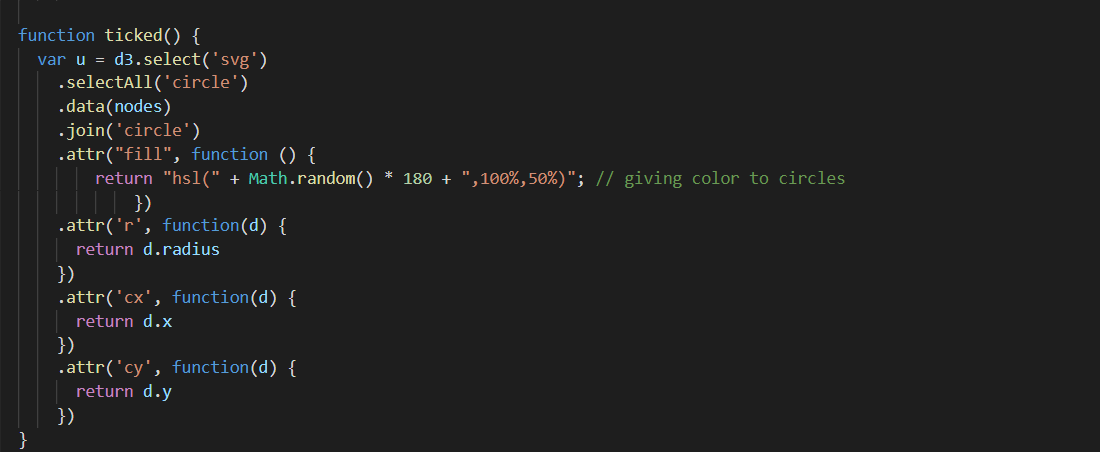 function ticked() {
  var u = d3.select('svg')
    .selectAll('circle')
    .data(nodes)
    .join('circle')
    .attr("fill", function () {
        return "hsl(" + Math.random() * 180 + ",100%,50%)"; // giving color to circles
            })
    .attr('r', function(d) {
      return d.radius
    })
    .attr('cx', function(d) {
      return d.x
    })
    .attr('cy', function(d) {
      return d.y
    })
}